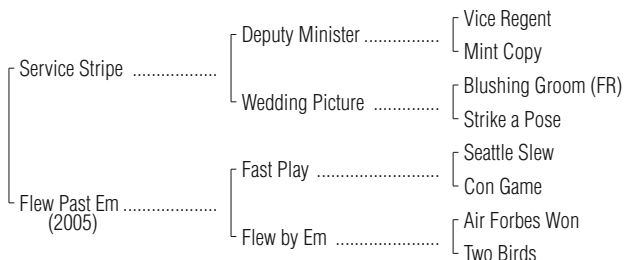 Vice Regent
Deputy Minister ................
Mint Copy
Service Stripe .................
Blushing Groom (FR)
Wedding Picture ..............
Strike a Pose
Seattle Slew
Fast Play ........................
Con Game
Flew Past Em ..................
(2005)
Air Forbes Won
Flew by Em .....................
Two Birds